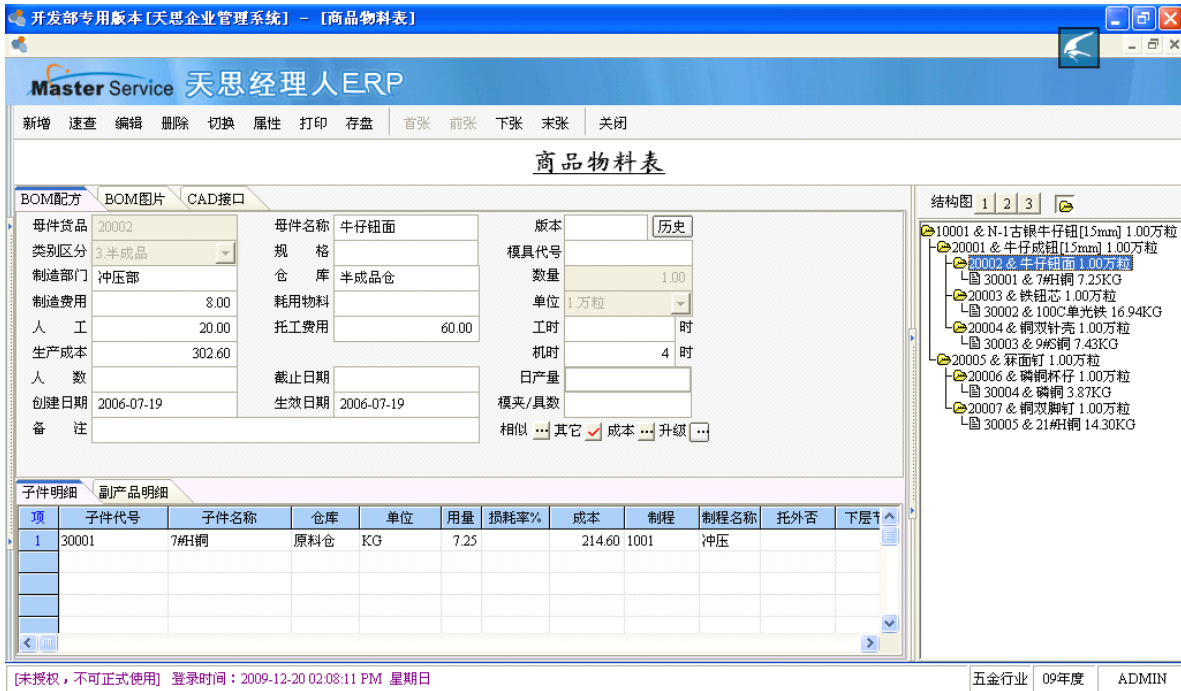 开发部专用版本[天思企业管理系统] - [商品物料表]
Master Service 天思经理人ERP
新增 速查 编辑 删除 切换 属性 打印 存盘 首张 前张 下张 末张 关闭
商品物料表
BOM配方 BOM图片 CAD接口
母件货品 20002 母件名称 牛仔钮面 版本 历史
类别区分 3.半成品 规 格 模具代号
制造部门 冲压部 仓 库 半成品仓 数量 1.00
制造费用 8.00 耗用物料 单位 1.万粒
人 工 20.00 托工费用 60.00 工时 时
生产成本 302.60 机时 4 时
人 数 截止日期 日产量
创建日期 2006-07-19 生效日期 2006-07-19 模夹/具数
备 注 相似 ... 其它 成本 ... 升级 ...
子件明细 副产品明细
项 子件代号 子件名称 仓库 单位 用量 损耗率% 成本 制程 制程名称 托外否 下层
1 30001 7#H铜 原料仓 KG 7.25 214.60 1001 冲压
结构图 1 2 3
10001 & N-1古银牛仔钮[15mm] 1.00万粒
20001 & 牛仔成钮[15mm] 1.00万粒
20002 & 牛仔钮面 1.00万粒
30001 & 7#H铜 7.25KG
20003 & 铁钮芯 1.00万粒
30002 & 100C单光铁 16.94KG
20004 & 铜双针壳 1.00万粒
30003 & 9#S铜 7.43KG
20005 & 槑面钉 1.00万粒
20006 & 磷铜杯仔 1.00万粒
30004 & 磷铜 3.87KG
20007 & 铜双脚钉 1.00万粒
30005 & 21#H铜 14.30KG
[未授权，不可正式使用] 登录时间：2009-12-20 02:08:11 PM 星期日
五金行业 09年度 ADMIN